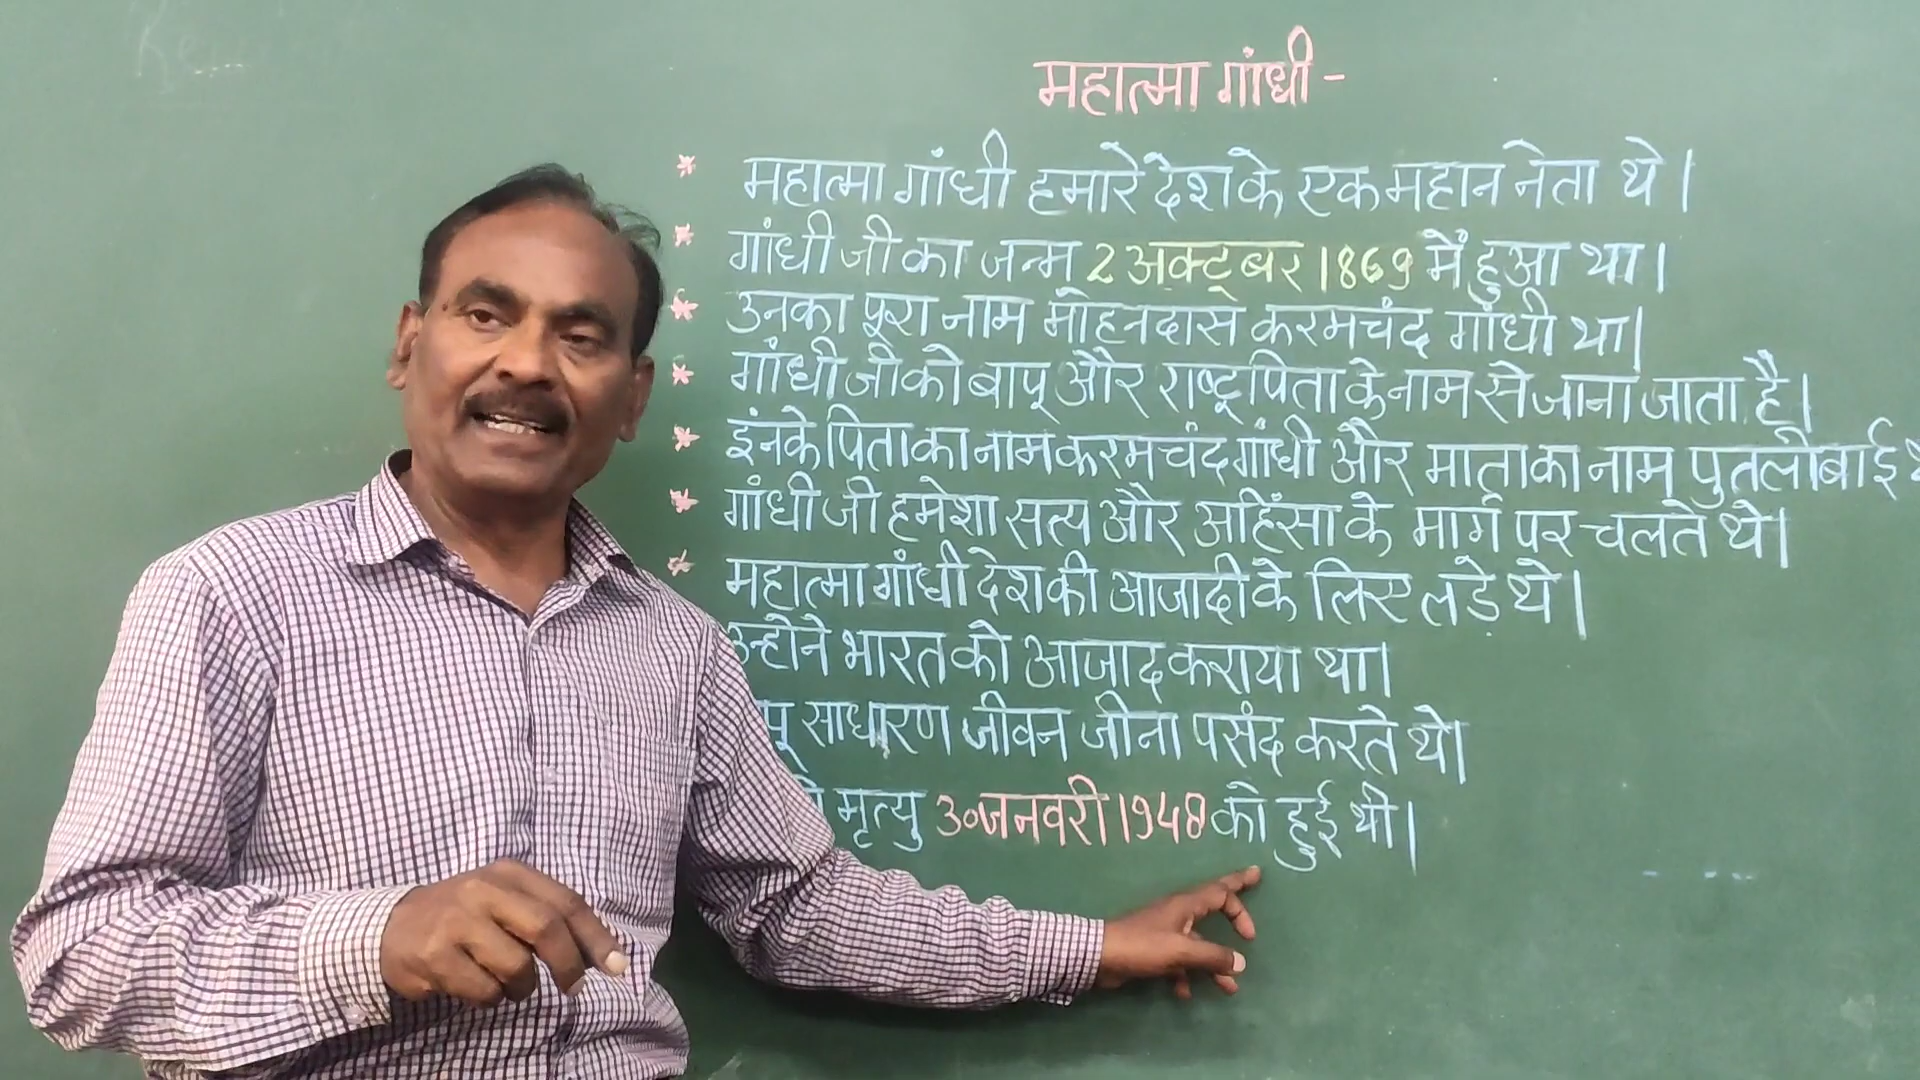 महात्मा गांधी -
* महात्मा गांधी हमारे देश के एक महान नेता थे।
* गांधी जी का जन्म 2 अक्टूबर 1869 में हुआ था।
* उनका पूरा नाम मोहनदास करमचंद गांधी था।
* गांधी जी को बापू और राष्ट्रपिता के नाम से जाना जाता है।
* इंनके पिता का नाम करमचंद गांधी और माता का नाम पुतलीबाई
* गांधी जी हमेशा सत्य और अहिंसा के मार्ग पर चलते थे।
* महात्मा गांधी देश की आजादी के लिए लड़े थे।
उन्होने भारत को आजाद कराया था।
साधारण जीवन जीना पसंद करते थे।
मृत्यु 30 जनवरी 1948 को हुई थी।